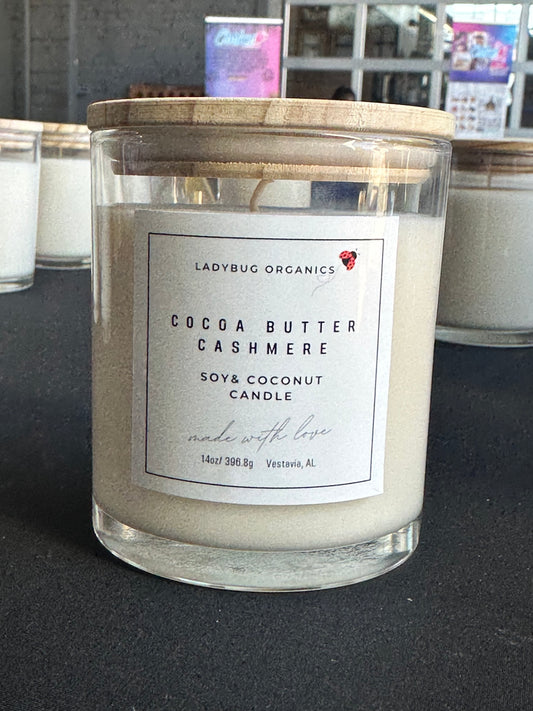 LADYBUG ORGANICS
COCOA BUTTER
CASHMERE
SOY& COCONUT
CANDLE
made with love
14oz/ 396.8g Vestavia, AL